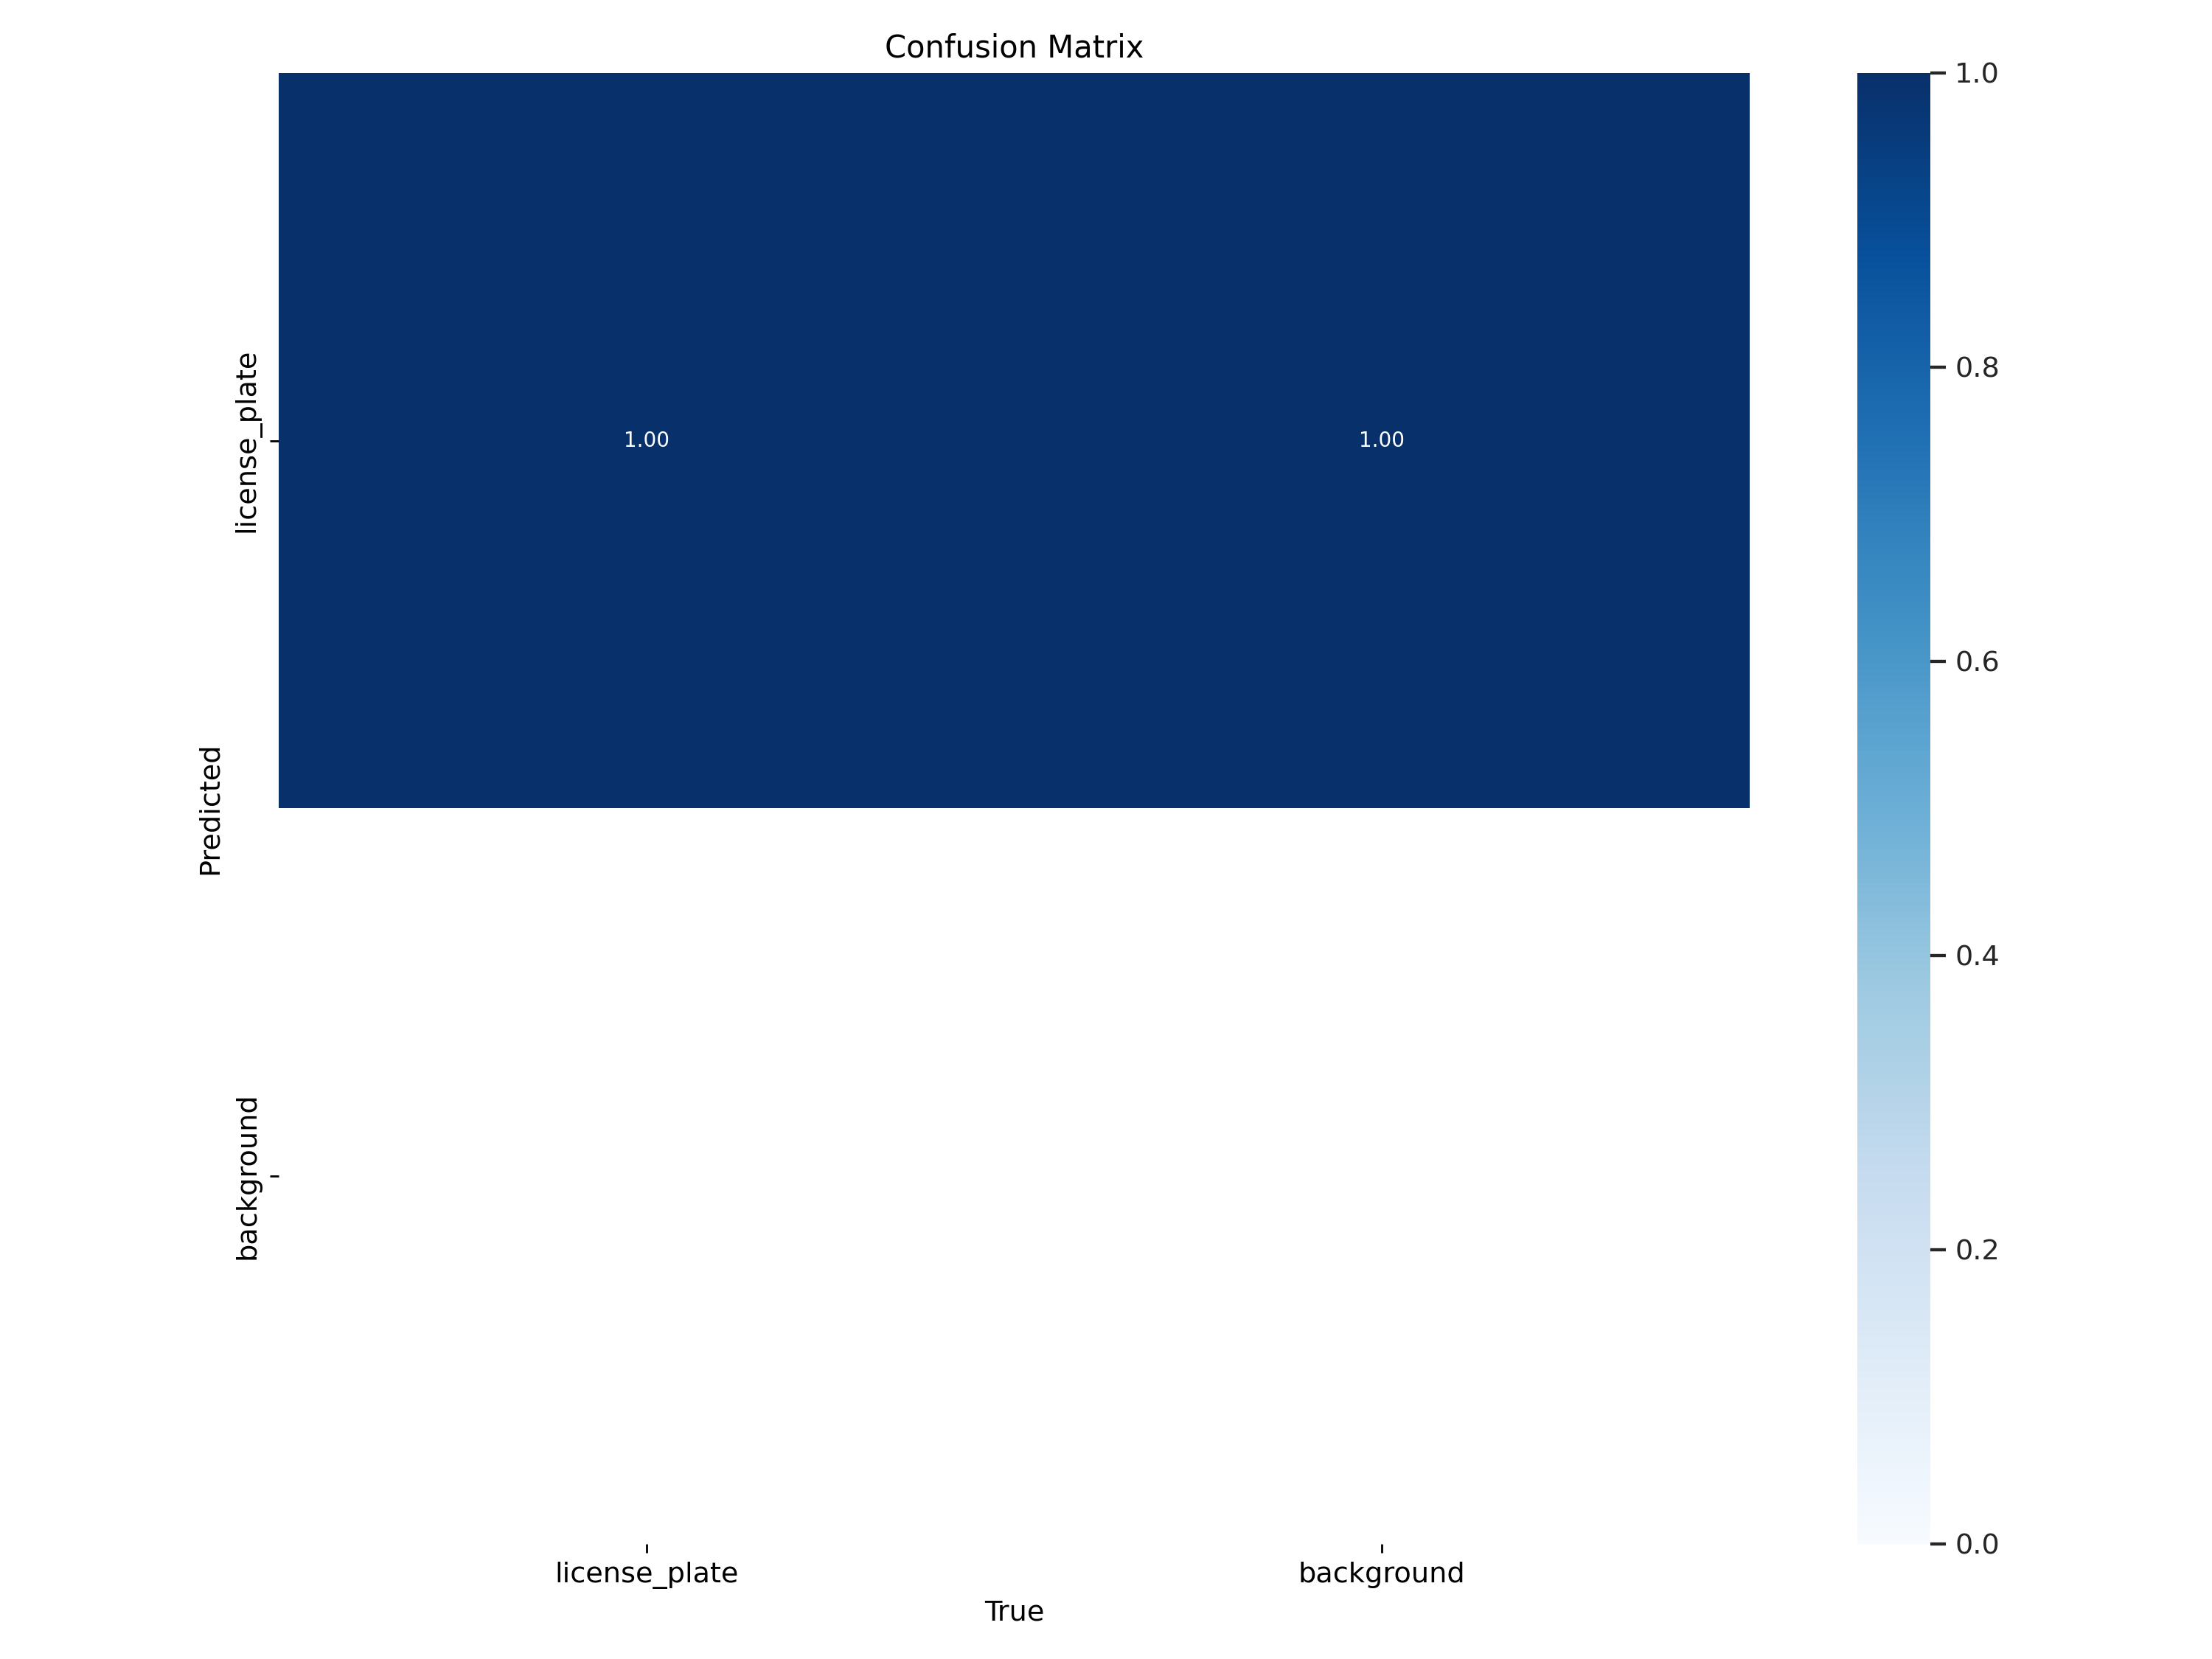 Confusion Matrix
license_plate
background
Predicted
1.00 1.00
license_plate background
True
1.0
0.8
0.6
0.4
0.2
0.0